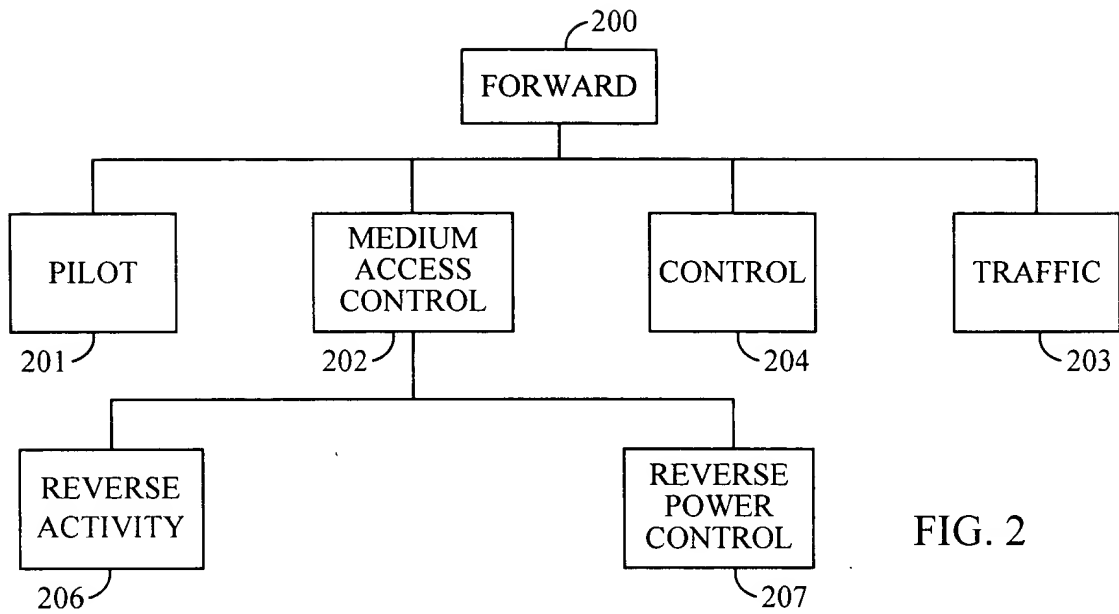 200
FORWARD
PILOT
MEDIUM
ACCESS
CONTROL
CONTROL
TRAFFIC
201
202
204
203
REVERSE
ACTIVITY
REVERSE
POWER
CONTROL
206
207
FIG. 2